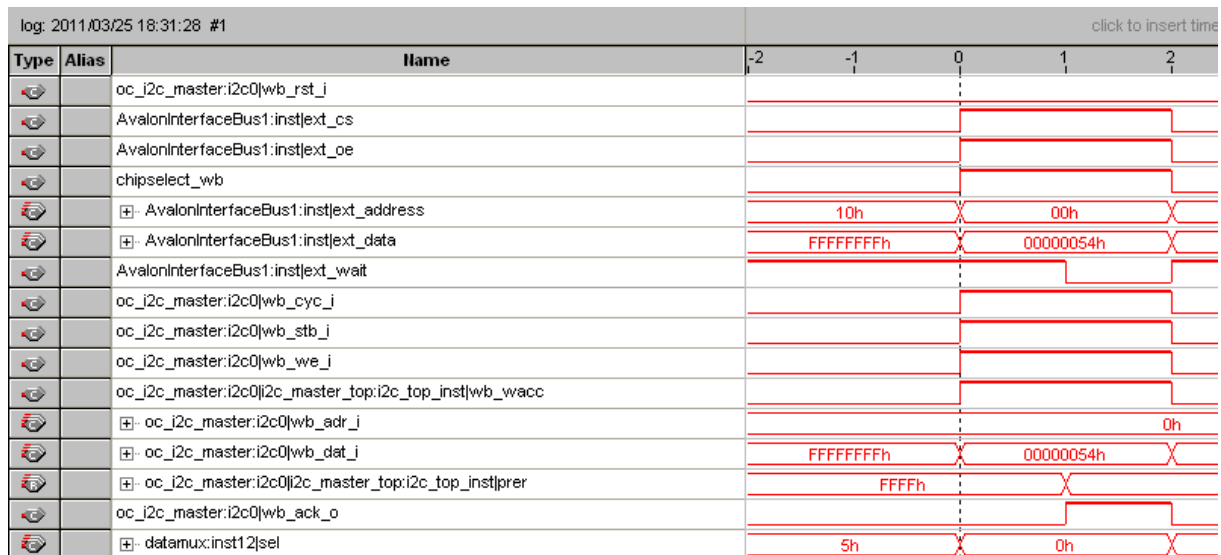 log: 2011/03/25 18:31:28 #1 click to insert time
Type Alias Name -2 -1 0 1 2
oc_i2c_master:i2c0|wb_rst_i
AvalonInterfaceBus1:inst|ext_cs
AvalonInterfaceBus1:inst|ext_oe
chipselect_wb
AvalonInterfaceBus1:inst|ext_address 10h 00h
AvalonInterfaceBus1:inst|ext_data FFFFFFFFh 00000054h
AvalonInterfaceBus1:inst|ext_wait
oc_i2c_master:i2c0|wb_cyc_i
oc_i2c_master:i2c0|wb_stb_i
oc_i2c_master:i2c0|wb_we_i
oc_i2c_master:i2c0|i2c_master_top:i2c_top_inst|wb_wacc
oc_i2c_master:i2c0|wb_adr_i 0h
oc_i2c_master:i2c0|wb_dat_i FFFFFFFFh 00000054h
oc_i2c_master:i2c0|i2c_master_top:i2c_top_inst|prer FFFFh
oc_i2c_master:i2c0|wb_ack_o
datamux:inst12|sel 5h 0h